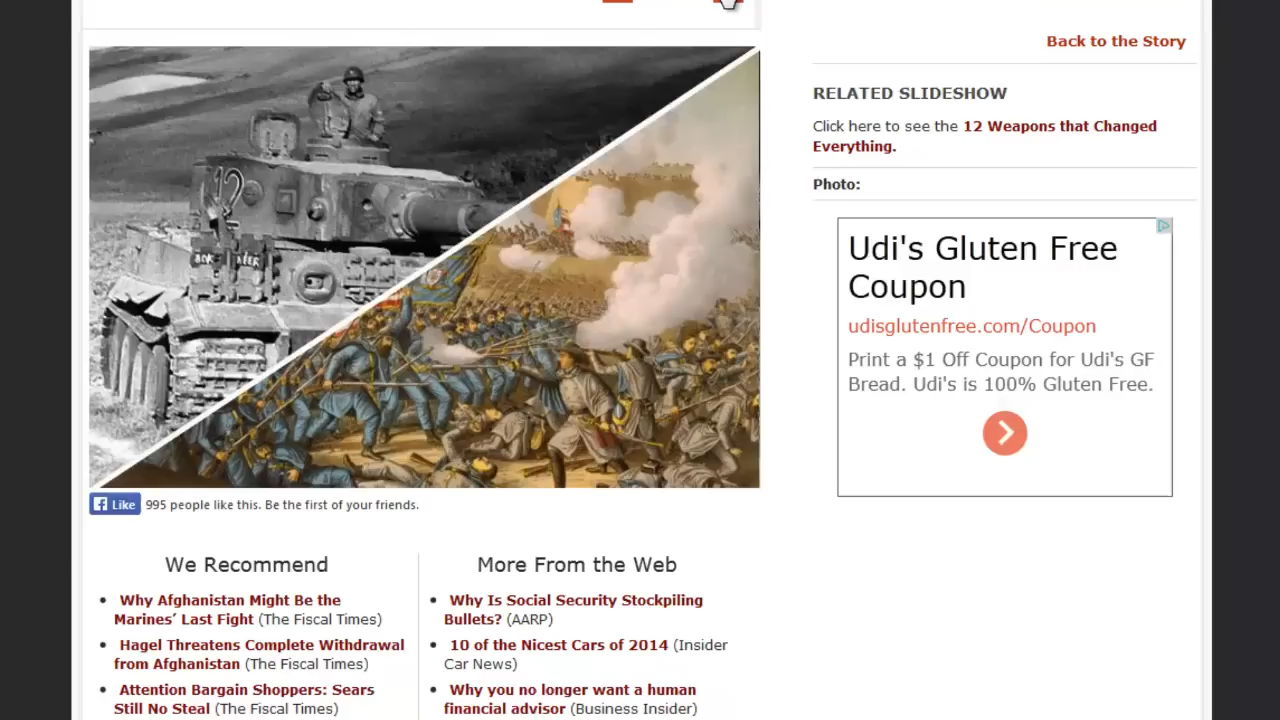 Back to the Story
RELATED SLIDESHOW
Click here to see the 12 Weapons that Changed
Everything.
Photo:
Udi's Gluten Free
Coupon
udisglutenfree.com/Coupon
Print a $1 Off Coupon for Udi's GF
Bread. Udi's is 100% Gluten Free.
12
Like 995 people like this. Be the first of your friends.
We Recommend
Why Afghanistan Might Be the
Marines’ Last Fight (The Fiscal Times)
Hagel Threatens Complete Withdrawal
from Afghanistan (The Fiscal Times)
Attention Bargain Shoppers: Sears
Still No Steal (The Fiscal Times)
More From the Web
Why Is Social Security Stockpiling
Bullets? (AARP)
10 of the Nicest Cars of 2014 (Insider
Car News)
Why you no longer want a human
financial advisor (Business Insider)